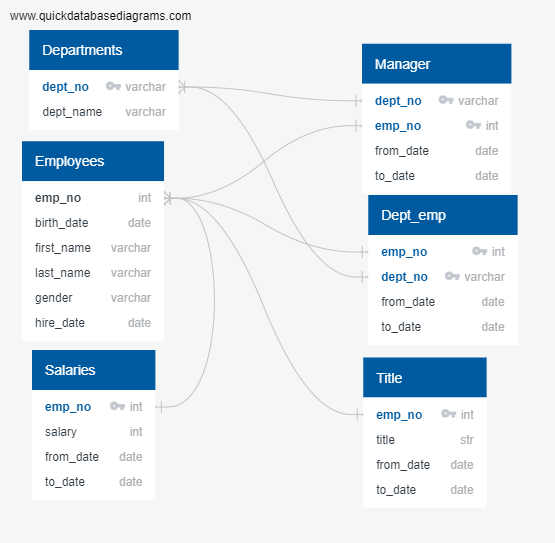 www.quickdatabasediagrams.com
Departments
dept_no varchar
dept_name varchar
Employees
emp_no int
birth_date date
first_name varchar
last_name varchar
gender varchar
hire_date date
Salaries
emp_no int
salary int
from_date date
to_date date
Manager
dept_no varchar
emp_no int
from_date date
to_date date
Dept_emp
emp_no int
dept_no varchar
from_date date
to_date date
Title
emp_no int
title str
from_date date
to_date date